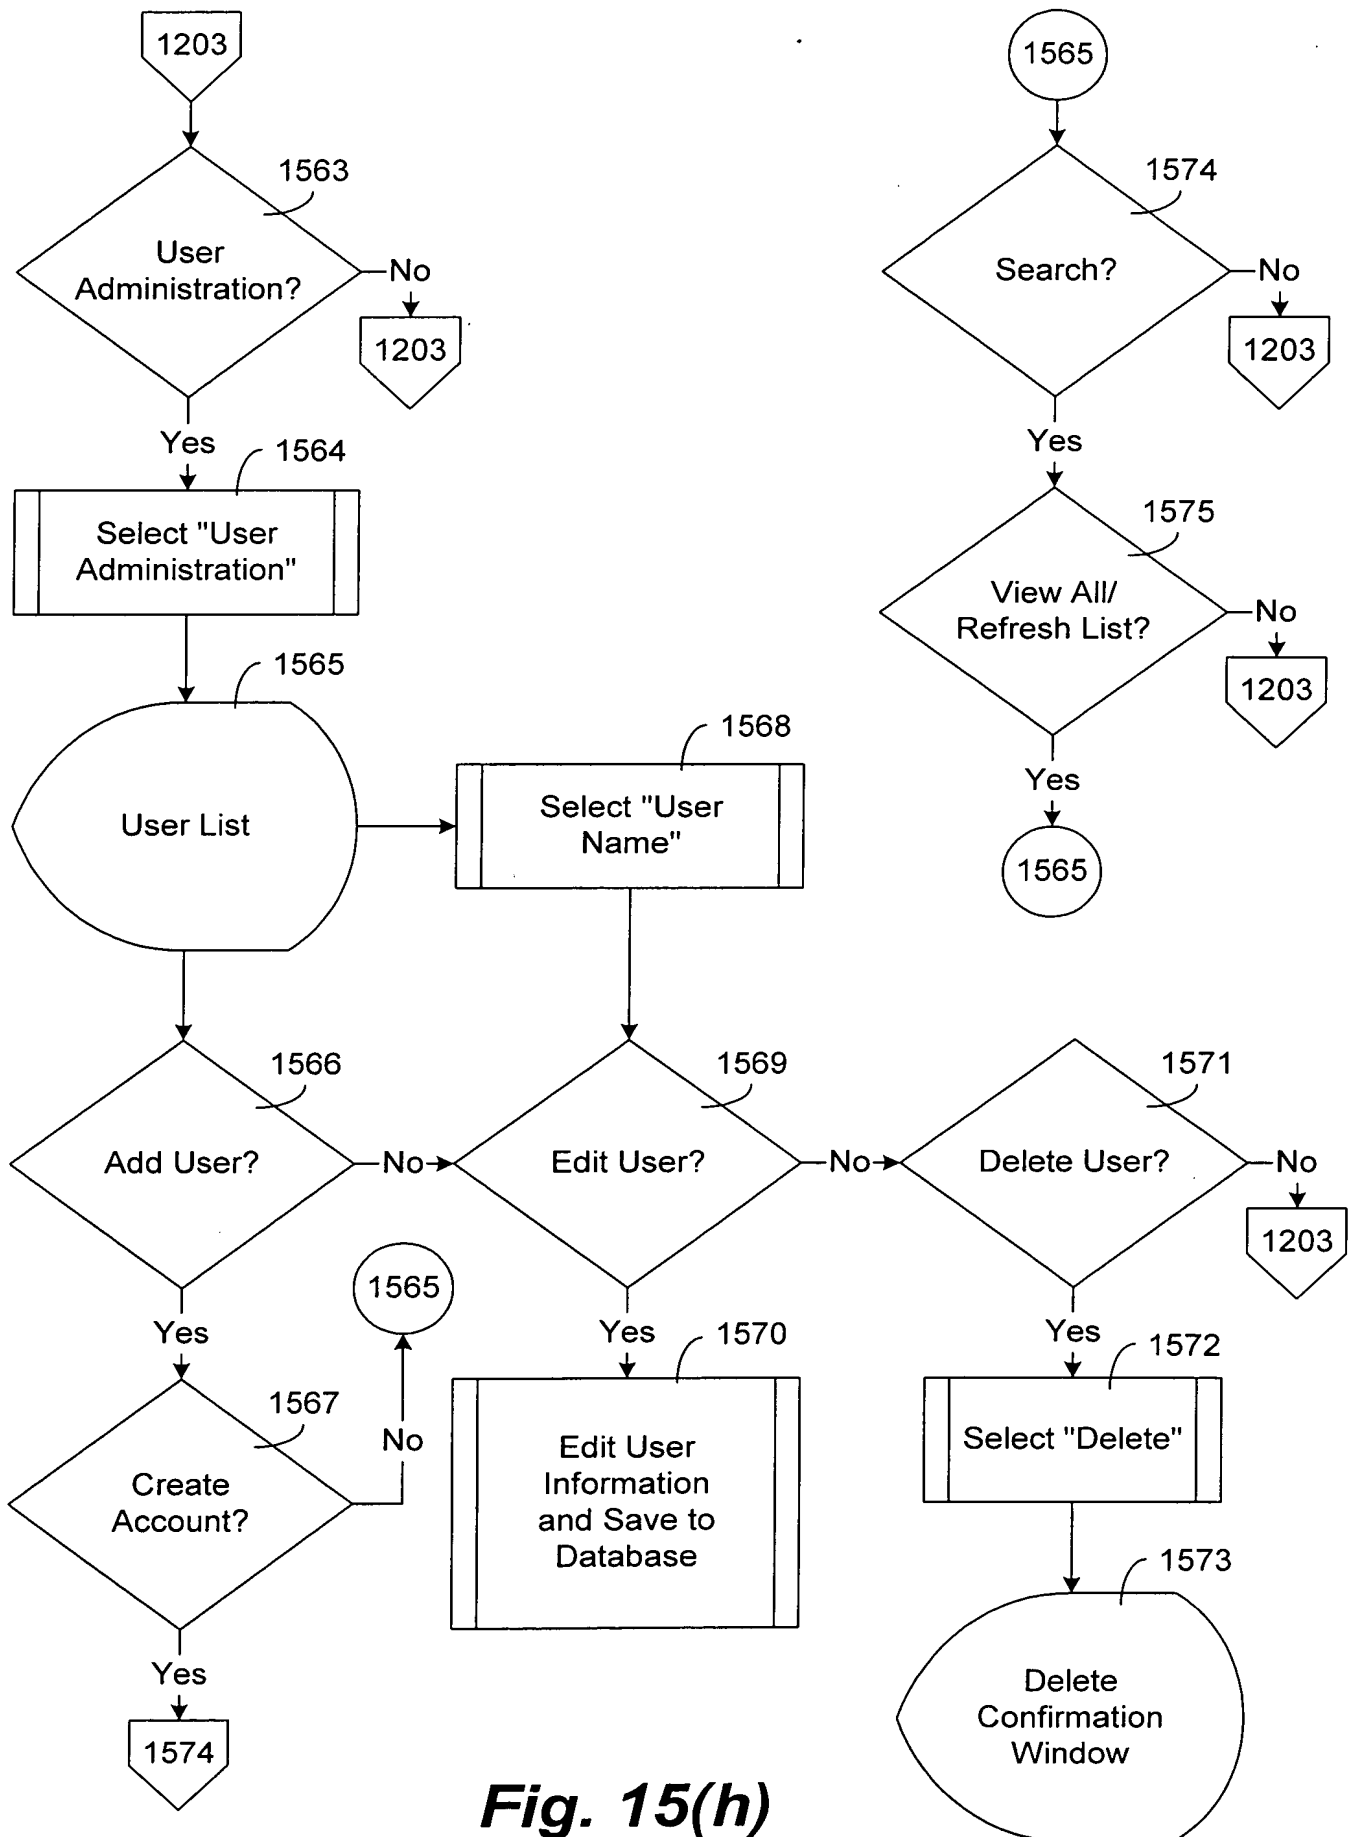 1203
1563
User
Administration?
No
1203
Yes
1564
Select "User
Administration"
1565
User List
1568
Select "User
Name"
1566
Add User?
No
1569
Edit User?
No
1571
Delete User?
No
1203
Yes
1567
Create
Account?
No
1565
Yes
1574
Yes
1570
Edit User
Information
and Save to
Database
Yes
1572
Select "Delete"
1573
Delete
Confirmation
Window
1565
1574
Search?
No
1203
Yes
1575
View All/
Refresh List?
No
1203
Yes
1565
Fig. 15(h)